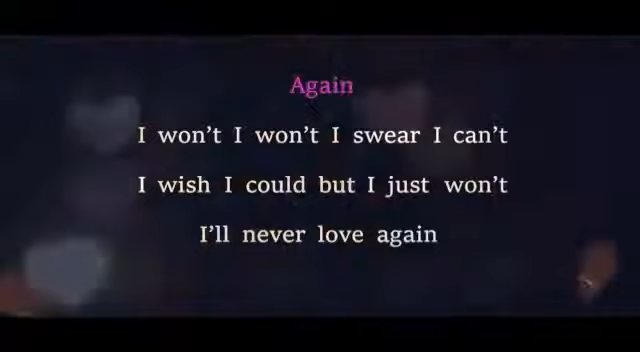 Again
I won't I won't I swear I can't
I wish I could but I just won't
I'll never love again